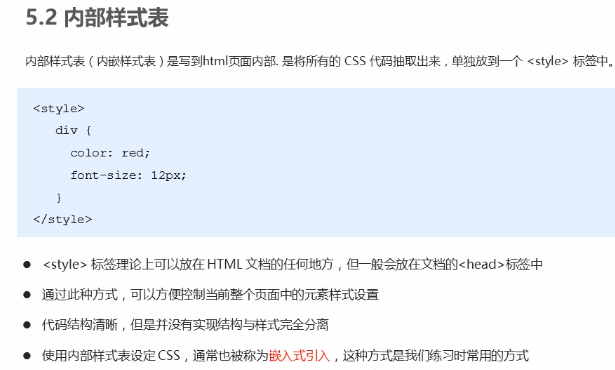 5.2 内部样式表
内部样式表（内嵌样式表）是写到html页面内部. 是将所有的 CSS 代码抽取出来，单独放到一个 <style> 标签中。
<style>
div {
color: red;
font-size: 12px;
}
</style>
● <style> 标签理论上可以放在 HTML 文档的任何地方，但一般会放在文档的<head>标签中
● 通过此种方式，可以方便控制当前整个页面中的元素样式设置
● 代码结构清晰，但是并没有实现结构与样式完全分离
● 使用内部样式表设定 CSS，通常也被称为嵌入式引入，这种方式是我们练习时常用的方式